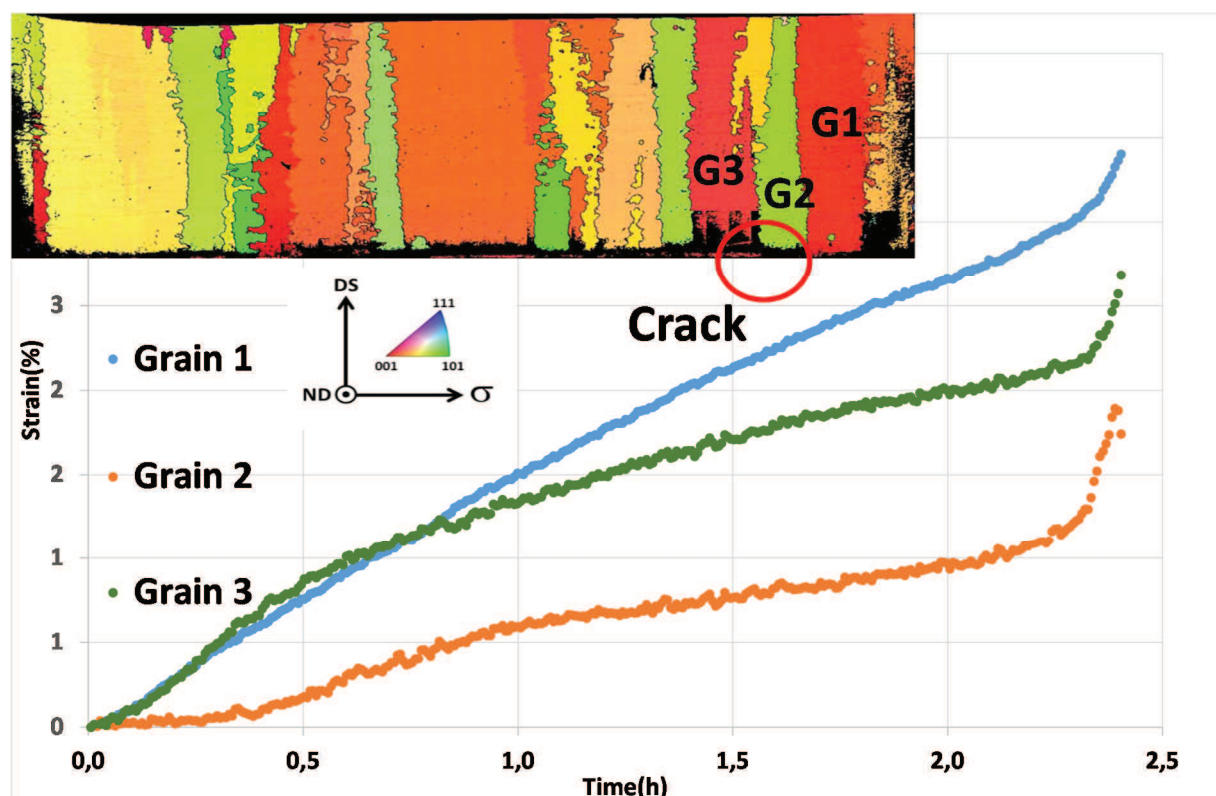 G1
G3
G2
DS
111
001
101
ND
σ
Crack
3
2
2
1
1
0
Strain(%)
Grain 1
Grain 2
Grain 3
0,0
0,5
1,0
1,5
2,0
2,5
Time(h)